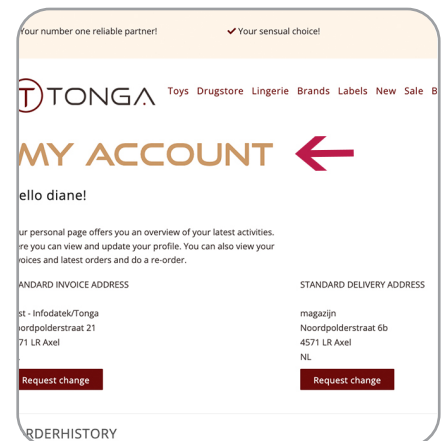 Your number one reliable partner! Your sensual choice!
TONGA Toys Drugstore Lingerie Brands Labels New Sale B
MY ACCOUNT
ello diane!
ur personal page offers you an overview of your latest activities.
ere you can view and update your profile. You can also view your
voices and latest orders and do a re-order.
ANDARD INVOICE ADDRESS STANDARD DELIVERY ADDRESS
st - Infodatek/Tonga magazijn
ordpolderstraat 21 Noordpolderstraat 6b
71 LR Axel 4571 LR Axel
NL
Request change Request change
RDERHISTORY